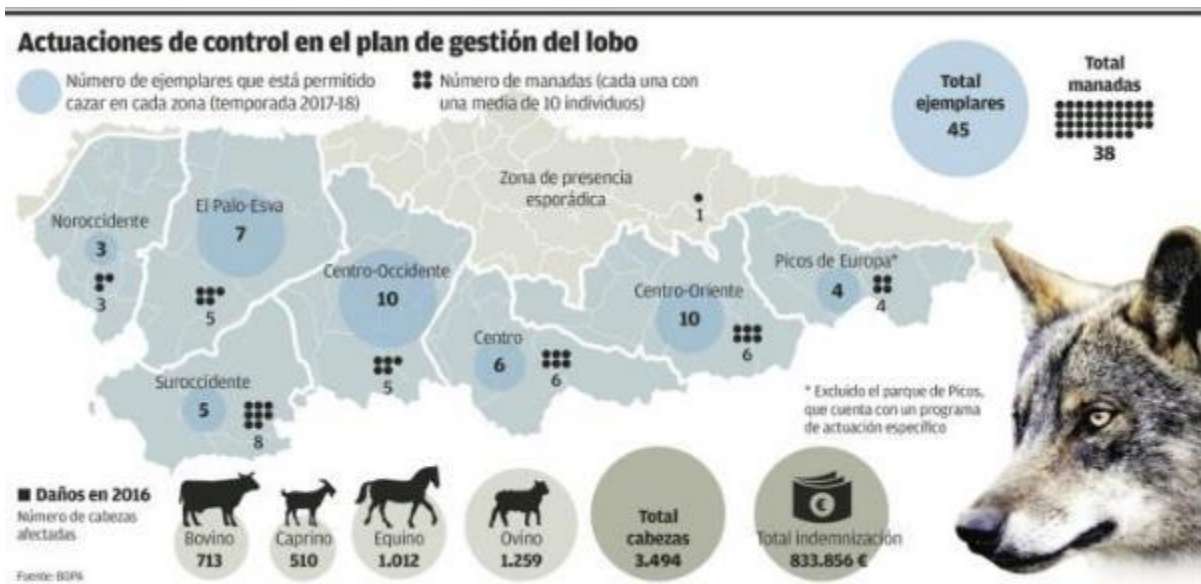 Actuaciones de control en el plan de gestión del lobo
Número de ejemplares que está permitido
cazar en cada zona (temporada 2017-18)
Número de manadas (cada una con
una media de 10 individuos)
Total
ejemplares
45
Total
manadas
38
Zona de presencia
esporádica
1
Noroccidente
3
3
El Palo-Esva
7
5
Centro-Occidente
10
5
Suroccidente
5
8
Centro
6
6
Centro-Oriente
10
6
Picos de Europa*
4
4
* Excluido el parque de Picos,
que cuenta con un programa
de actuación específico
Daños en 2016
Número de cabezas
afectadas
Bovino
713
Caprino
510
Equino
1.012
Ovino
1.259
Total
cabezas
3.494
€
Total indemnización
833.856 €
Fuente: BOPA